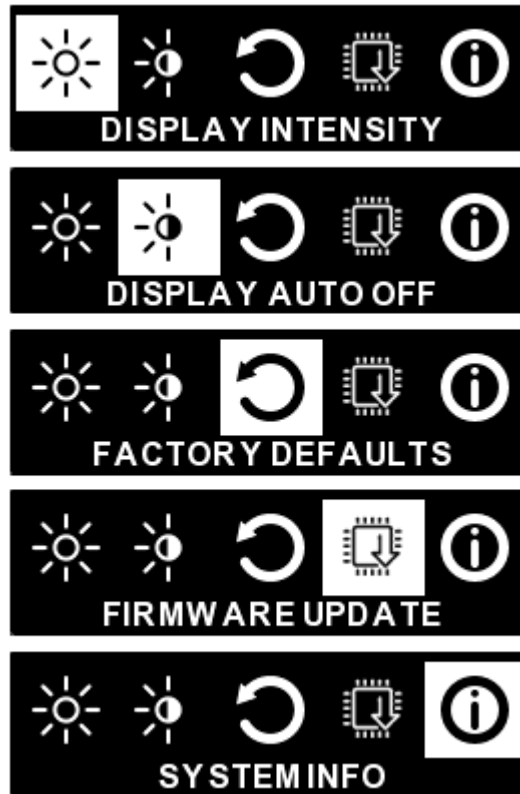 DISPLAY INTENSITY
DISPLAY AUTO OFF
FACTORY DEFAULTS
FIRMWARE UPDATE
SYSTEM INFO